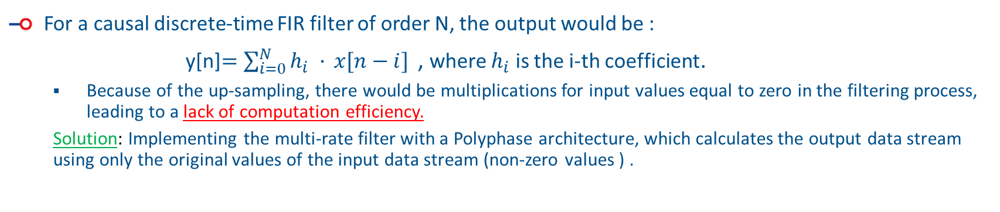 For a causal discrete-time FIR filter of order N, the output would be :
y[n]= ∑_{i=0}^{N} h_i · x[n − i] , where h_i is the i-th coefficient.
▪ Because of the up-sampling, there would be multiplications for input values equal to zero in the filtering process,
leading to a lack of computation efficiency.
Solution: Implementing the multi-rate filter with a Polyphase architecture, which calculates the output data stream
using only the original values of the input data stream (non-zero values ) .